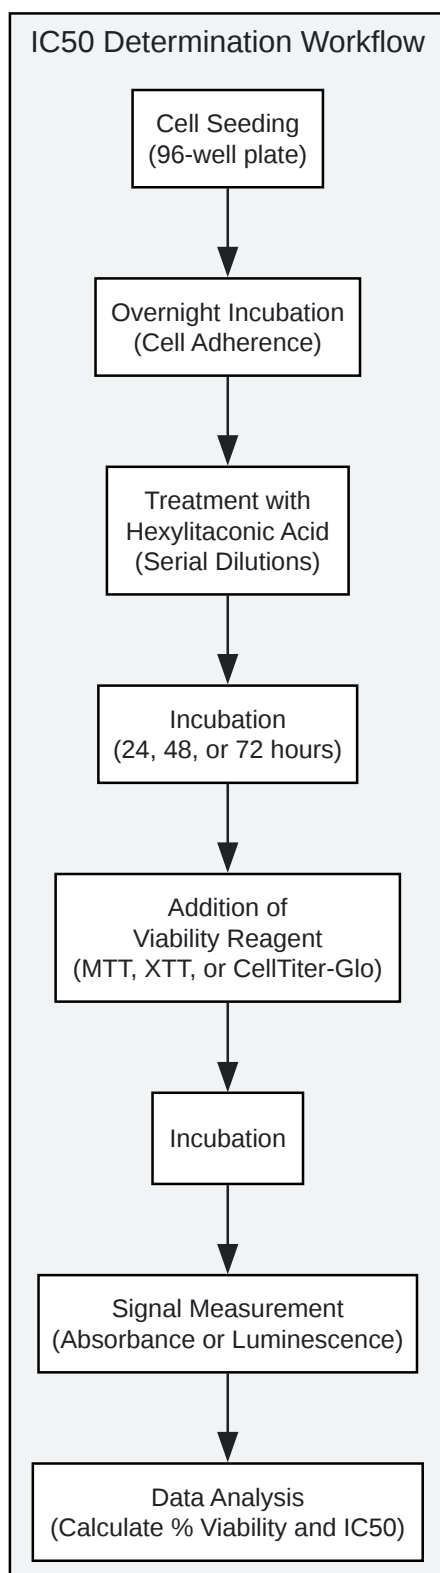 IC50 Determination Workflow
Cell Seeding
(96-well plate)
Overnight Incubation
(Cell Adherence)
Treatment with
Hexylitaconic Acid
(Serial Dilutions)
Incubation
(24, 48, or 72 hours)
Addition of
Viability Reagent
(MTT, XTT, or CellTiter-Glo)
Incubation
Signal Measurement
(Absorbance or Luminescence)
Data Analysis
(Calculate % Viability and IC50)